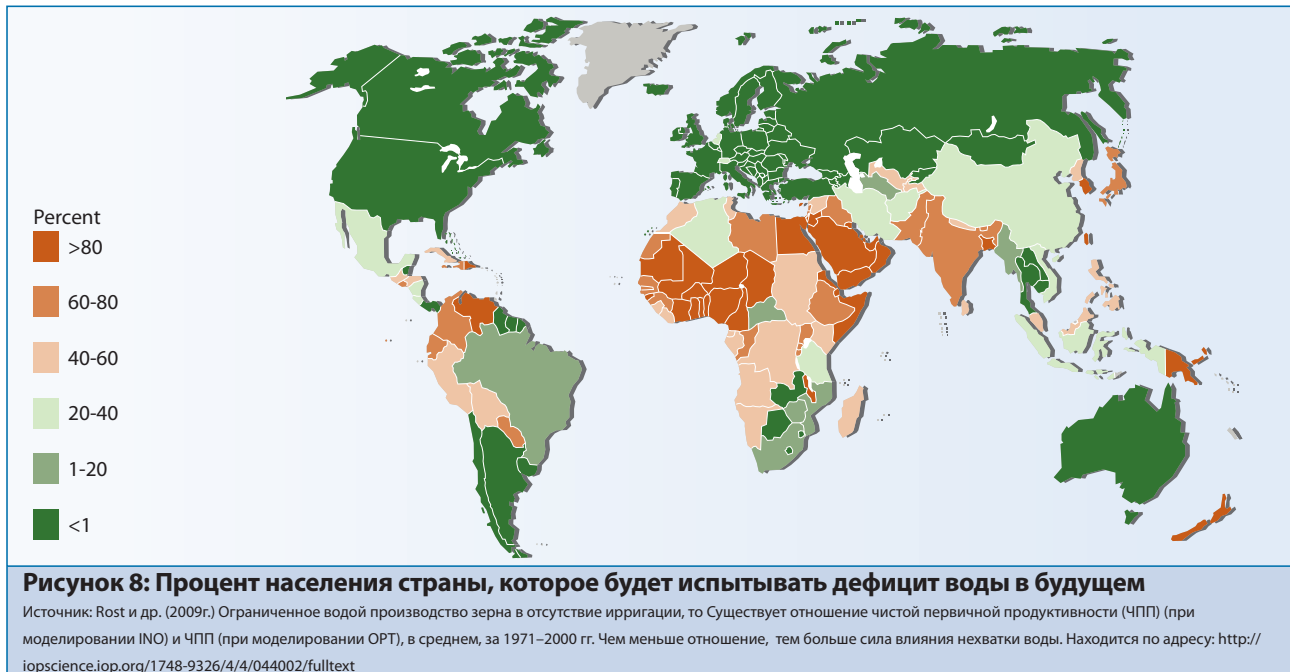 Percent
>80
60-80
40-60
20-40
1-20
<1
Рисунок 8: Процент населения страны, которое будет испытывать дефицит воды в будущем
Источник: Rost и др. (2009г.) Ограниченное водой производство зерна в отсутствие ирригации, то Существует отношение чистой первичной продуктивности (ЧПП) (при
моделировании INO) и ЧПП (при моделировании OPT), в среднем, за 1971–2000 гг. Чем меньше отношение, тем больше сила влияния нехватки воды. Находится по адресу: http://
iopscience.iop.org/1748-9326/4/4/044002/fulltext